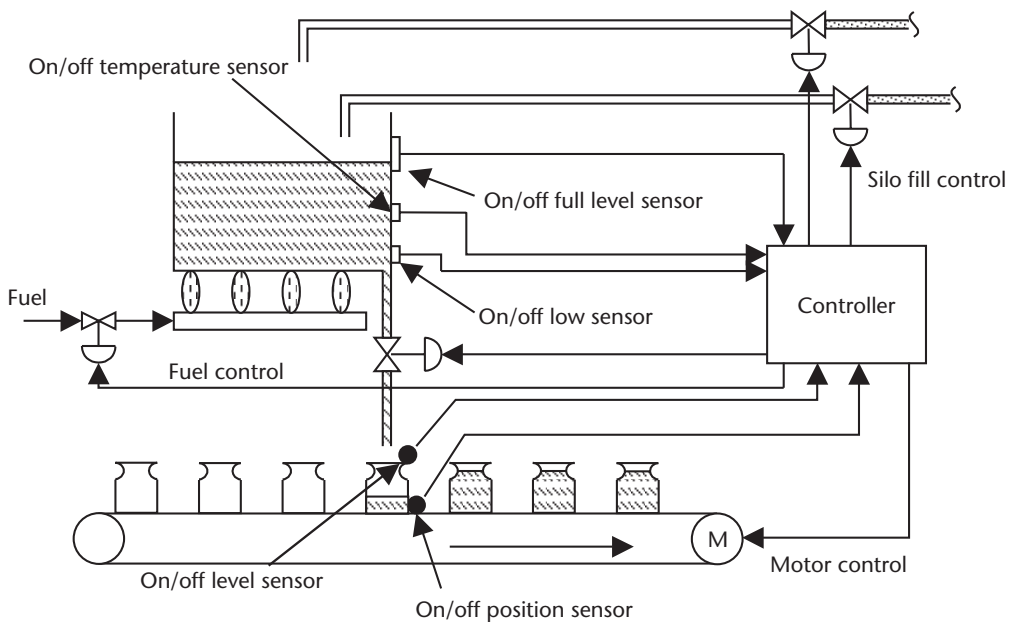 On/off temperature sensor
On/off full level sensor
Silo fill control
Fuel
On/off low sensor
Controller
Fuel control
M
Motor control
On/off level sensor
On/off position sensor